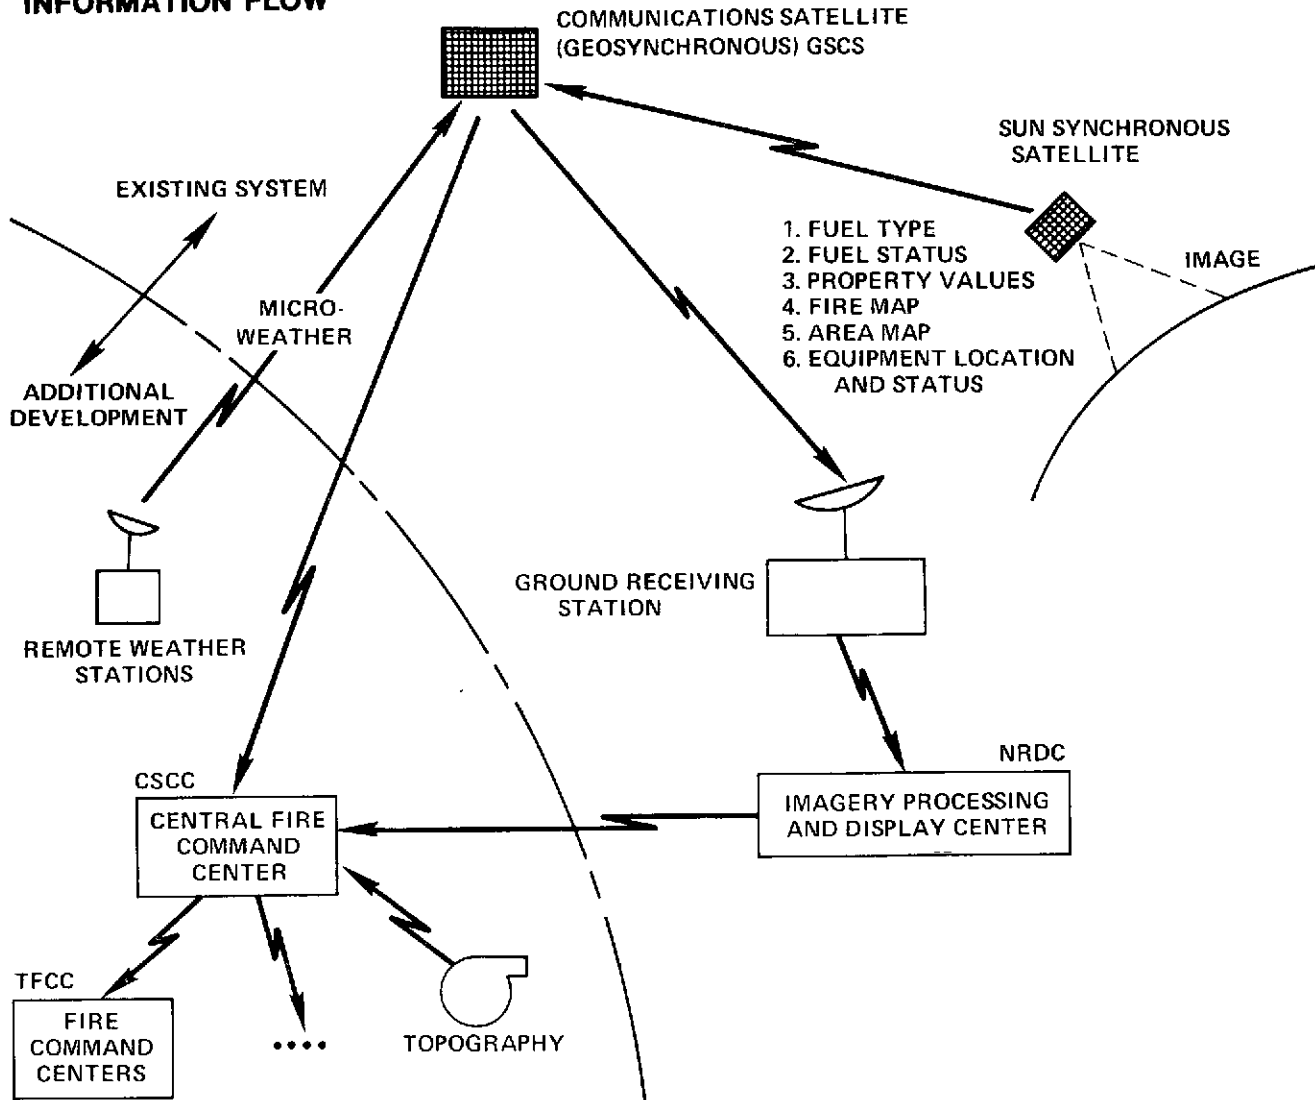 INFORMATION FLOW
COMMUNICATIONS SATELLITE
(GEOSYNCHRONOUS) GSCS
SUN SYNCHRONOUS
SATELLITE
EXISTING SYSTEM
1. FUEL TYPE
2. FUEL STATUS
3. PROPERTY VALUES
4. FIRE MAP
5. AREA MAP
6. EQUIPMENT LOCATION
AND STATUS
IMAGE
MICRO-
WEATHER
ADDITIONAL
DEVELOPMENT
GROUND RECEIVING
STATION
REMOTE WEATHER
STATIONS
NRDC
IMAGERY PROCESSING
AND DISPLAY CENTER
CSCC
CENTRAL FIRE
COMMAND
CENTER
TFCC
FIRE
COMMAND
CENTERS
....
TOPOGRAPHY